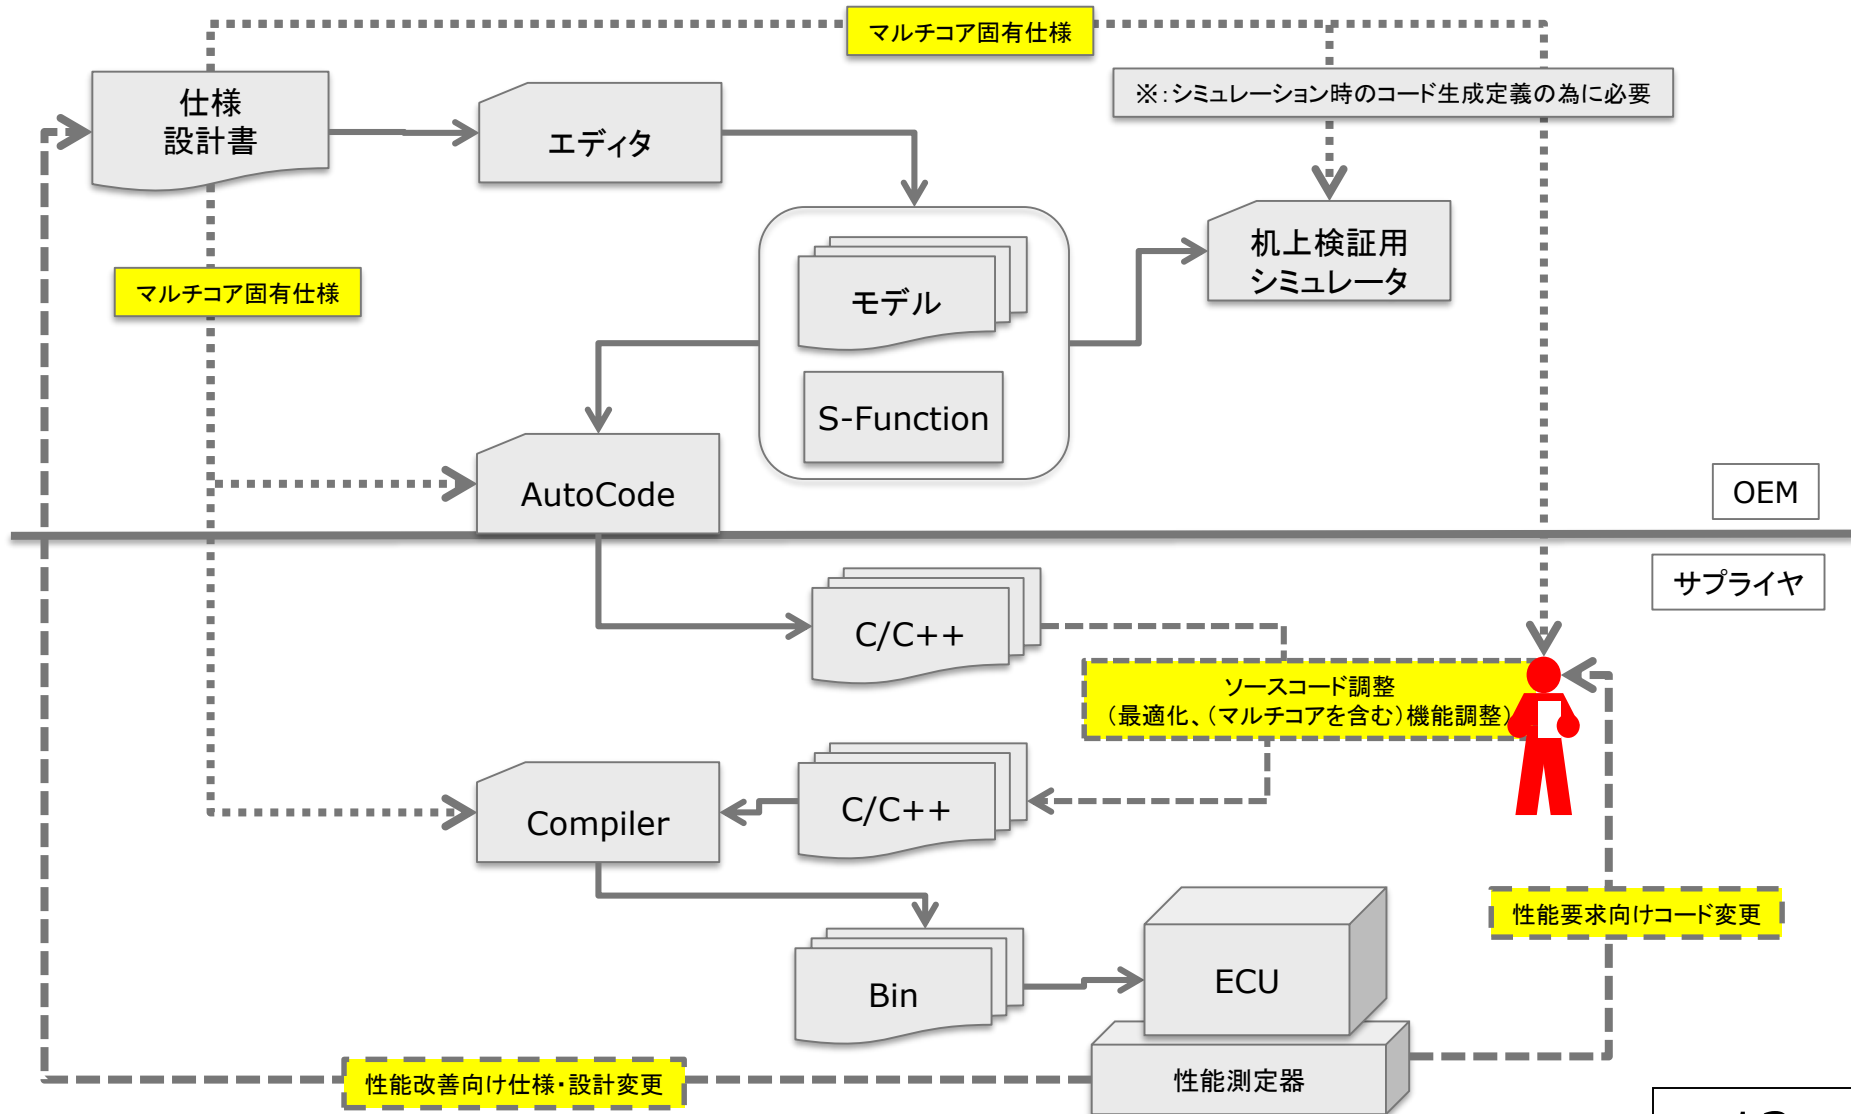 マルチコア固有仕様
仕様
設計書
エディタ
※：シミュレーション時のコード生成定義の為に必要
マルチコア固有仕様
モデル
机上検証用
シミュレータ
S-Function
AutoCode
OEM
サプライヤ
C/C++
ソースコード調整
（最適化、（マルチコアを含む）機能調整）
Compiler
C/C++
性能要求向けコード変更
Bin
ECU
性能改善向け仕様・設計変更
性能測定器